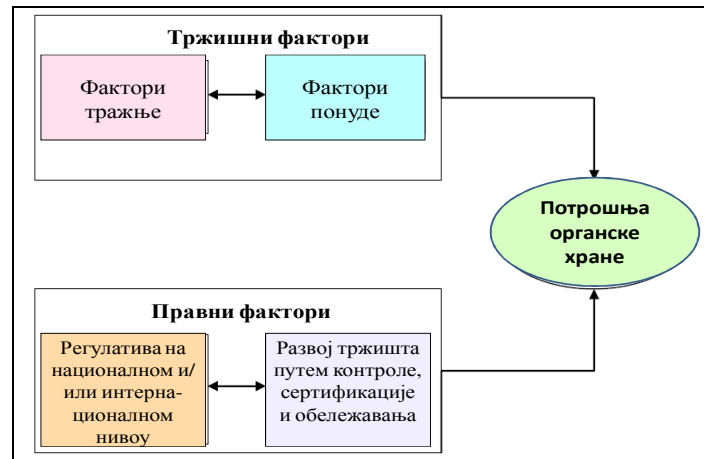 Тржишни фактори
Фактори
тражње
Фактори
понуде
Потрошња
органске
хране
Правни фактори
Регулатива на
националном и/
или интерна-
ционалном
нивоу
Развој тржишта
путем контроле,
сертификације
и обележавања